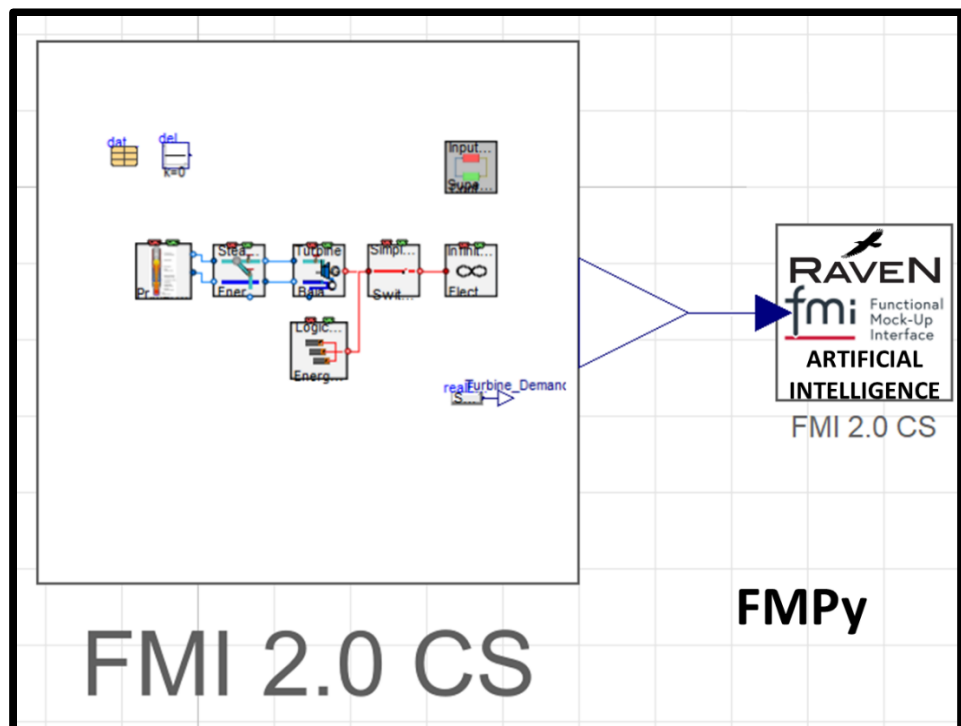 dat
del
k=0
Input...
Pr
Stea...
Ener
Turbine
Simpl...
Swit
Infinit
Elect
Logic...
Energ...
real
Turbine_Demand
S...
FMI 2.0 CS
RAVEN
fmi
Functional
Mock-Up
Interface
ARTIFICIAL
INTELLIGENCE
FMI 2.0 CS
FMPy